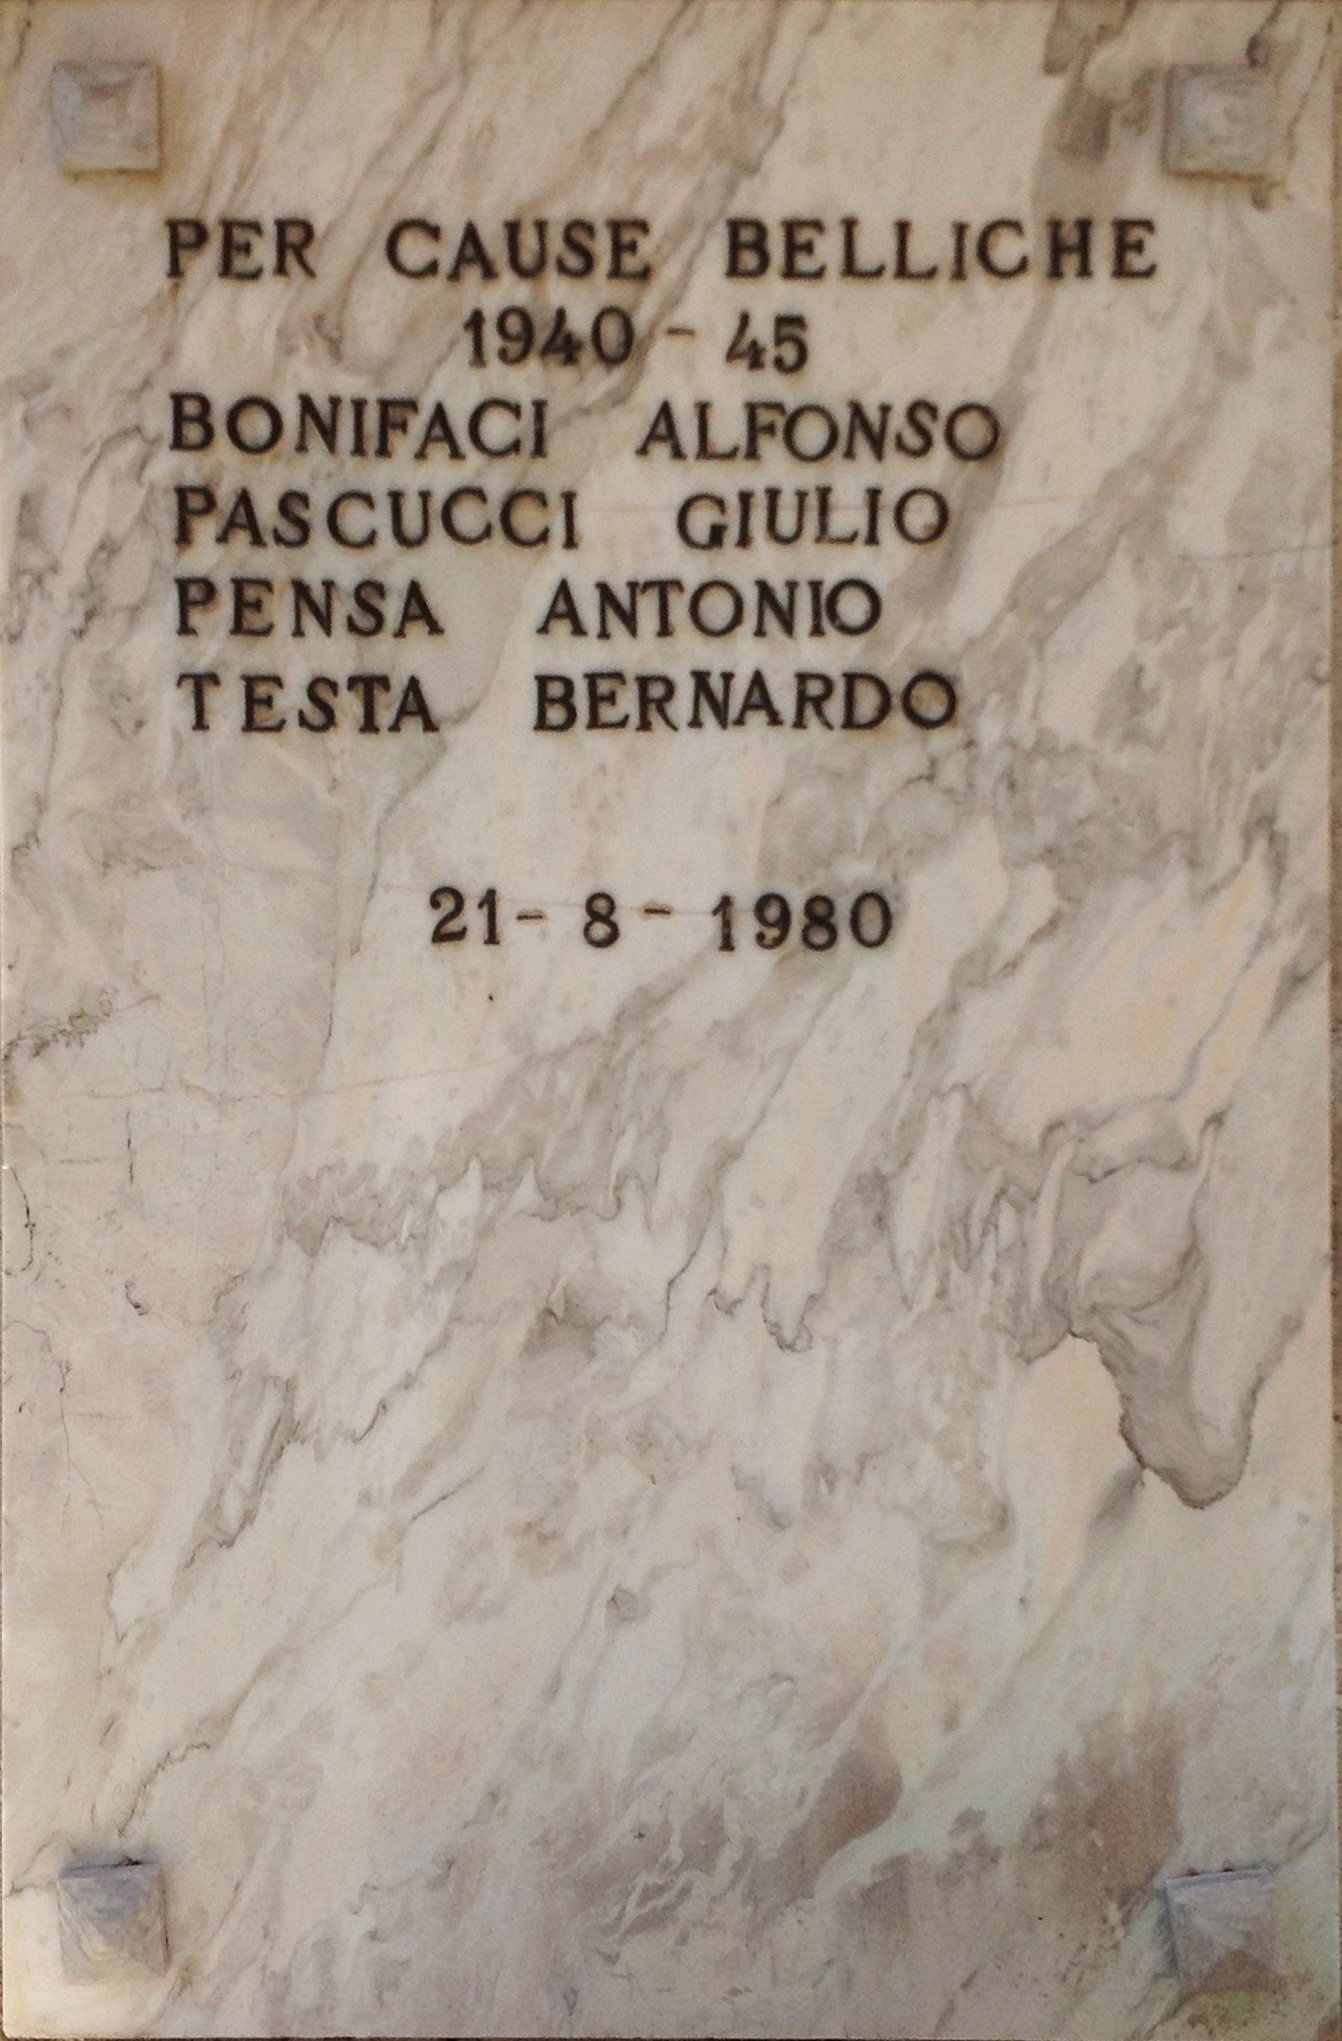 PER CAUSE BELLICHE
1940 - 45
BONIFACI ALFONSO
PASCUCCI GIULIO
PENSA ANTONIO
TESTA BERNARDO
21 - 8 - 1980